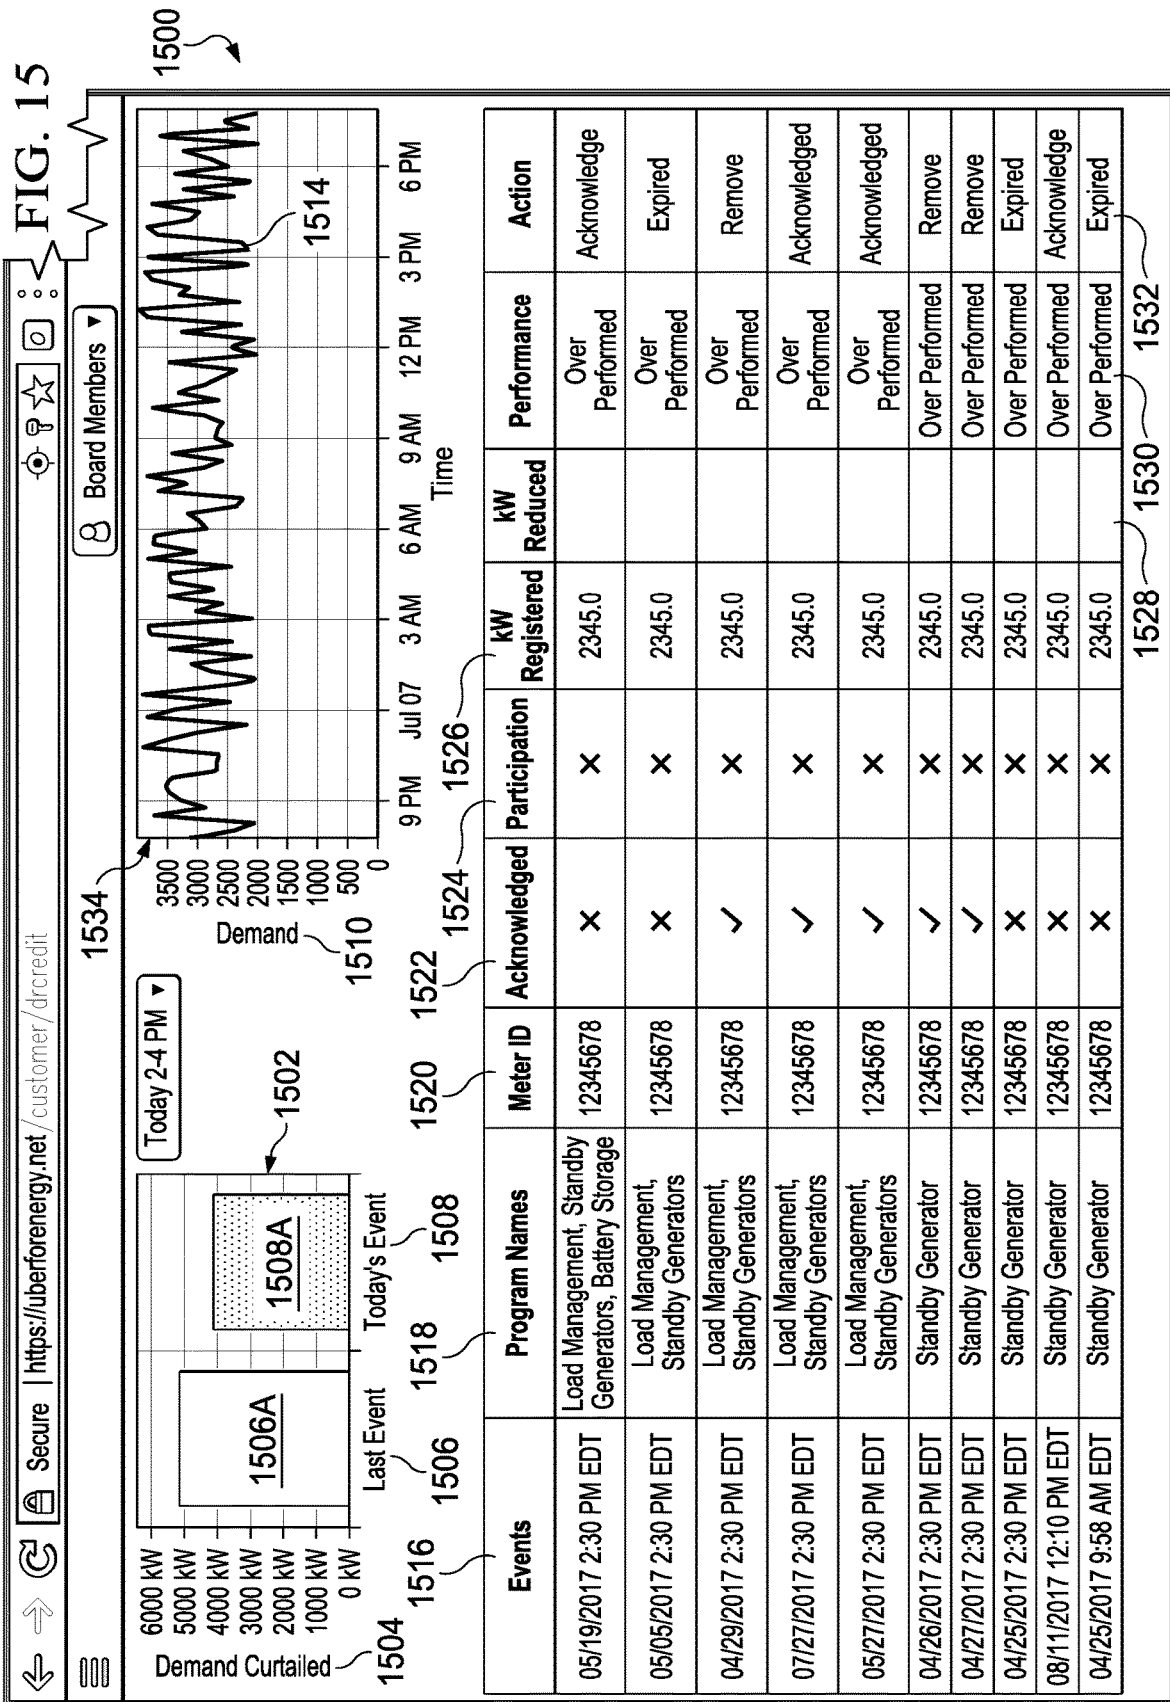 FIG. 15
Secure | https://uberforenergy.net/customer/drcredit
Board Members
1500
Demand Curtailed
1504
6000 kW
5000 kW
4000 kW
3000 kW
2000 kW
1000 kW
0 kW
1506A
1508A
Last Event
Today's Event
1506
1508
1502
Today 2-4 PM
1534
Demand
1510
3500
3000
2500
2000
1500
1000
500
0
9 PM
Jul 07
3 AM
6 AM
9 AM
12 PM
3 PM
6 PM
Time
1514
1516
1518
1520
1522
1524
1526
Events Program Names Meter ID Acknowledged Participation kW Registered kW Reduced Performance Action
05/19/2017 2:30 PM EDT Load Management, Standby Generators, Battery Storage 12345678 × × 2345.0 Over Performed Acknowledge
05/05/2017 2:30 PM EDT Load Management, Standby Generators 12345678 × × 2345.0 Over Performed Expired
04/29/2017 2:30 PM EDT Load Management, Standby Generators 12345678 ✓ × 2345.0 Over Performed Remove
07/27/2017 2:30 PM EDT Load Management, Standby Generators 12345678 ✓ × 2345.0 Over Performed Acknowledged
05/27/2017 2:30 PM EDT Load Management, Standby Generators 12345678 ✓ × 2345.0 Over Performed Acknowledged
04/26/2017 2:30 PM EDT Standby Generator 12345678 ✓ × 2345.0 Over Performed Remove
04/27/2017 2:30 PM EDT Standby Generator 12345678 ✓ × 2345.0 Over Performed Remove
04/25/2017 2:30 PM EDT Standby Generator 12345678 × × 2345.0 Over Performed Expired
08/11/2017 12:10 PM EDT Standby Generator 12345678 × × 2345.0 Over Performed Acknowledge
04/25/2017 9:58 AM EDT Standby Generator 12345678 × × 2345.0 Over Performed Expired
1528
1530
1532